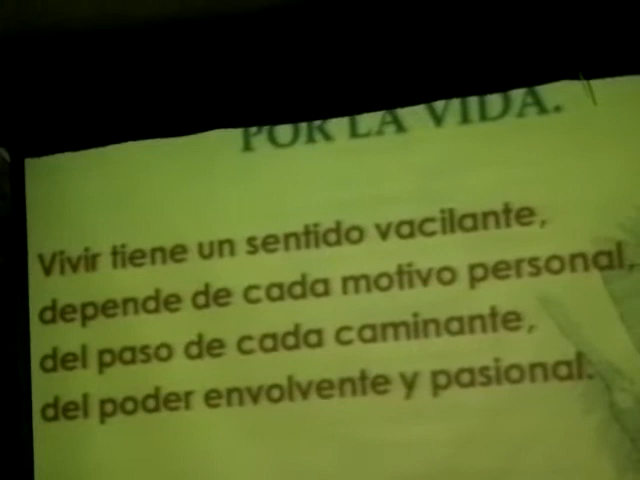 POR LA VIDA.
Vivir tiene un sentido vacilante,
depende de cada motivo personal,
del paso de cada caminante,
del poder envolvente y pasional.